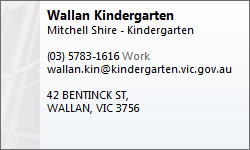 Wallan Kindergarten
Mitchell Shire - Kindergarten
(03) 5783-1616 Work
wallan.kin@kindergarten.vic.gov.au
42 BENTINCK ST,
WALLAN, VIC 3756